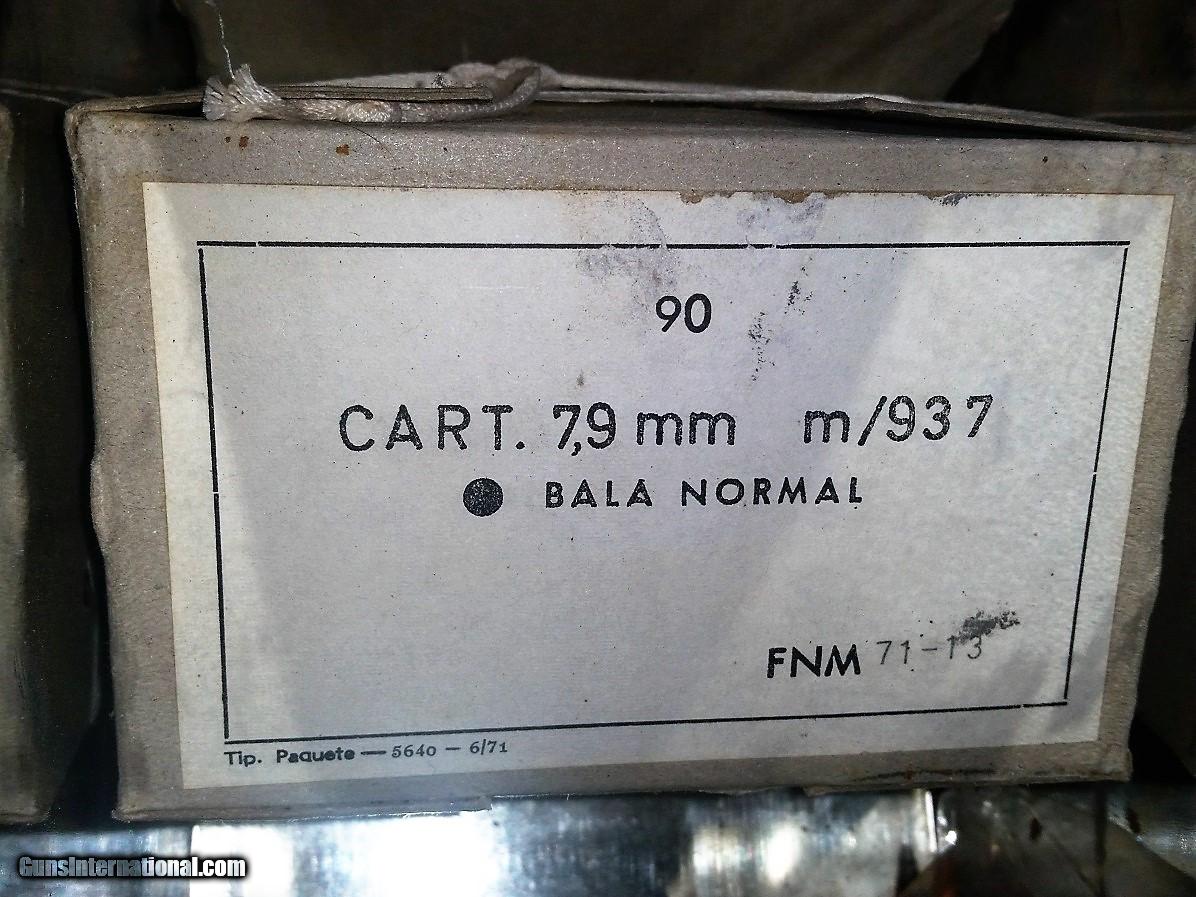 90
CART. 7,9 mm m/937
● BALA NORMAL
FNM 71-13
Tip. Paquete — 5640 — 6/71
GunsInternational.com